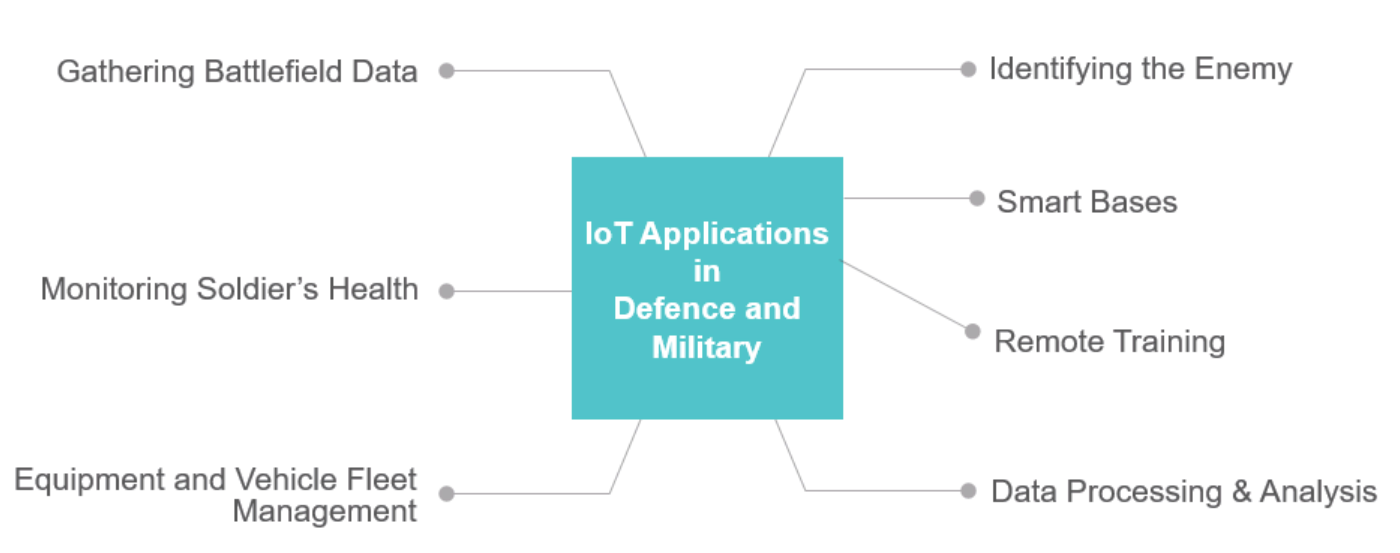 Gathering Battlefield Data
Identifying the Enemy
Smart Bases
IoT Applications
in
Defence and
Military
Monitoring Soldier’s Health
Remote Training
Equipment and Vehicle Fleet
Management
Data Processing & Analysis